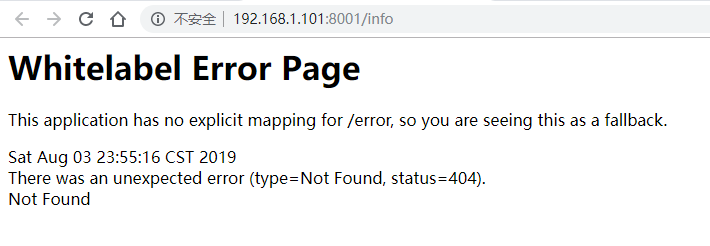 不安全 | 192.168.1.101:8001/info
Whitelabel Error Page
This application has no explicit mapping for /error, so you are seeing this as a fallback.
Sat Aug 03 23:55:16 CST 2019
There was an unexpected error (type=Not Found, status=404).
Not Found